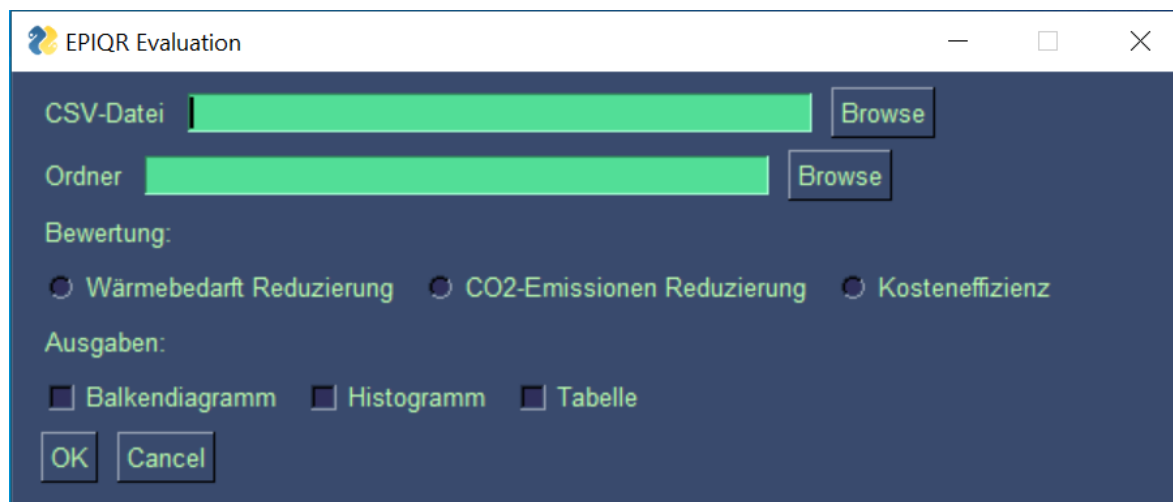 EPIQR Evaluation
CSV-Datei Browse
Ordner Browse
Bewertung:
Wärmebedarft Reduzierung CO2-Emissionen Reduzierung Kosteneffizienz
Ausgaben:
Balkendiagramm Histogramm Tabelle
OK Cancel